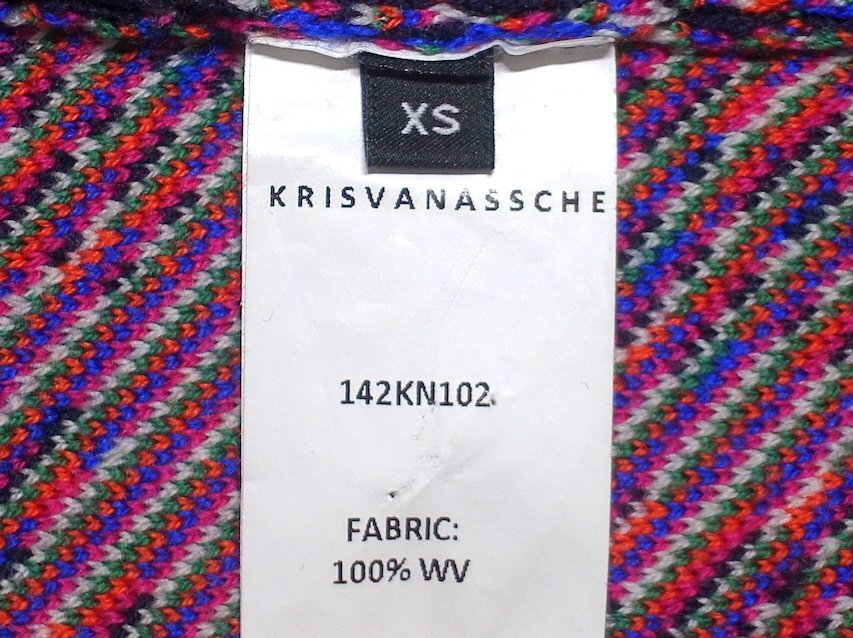 XS
KRISVANASSCHE
142KN102
FABRIC:
100% WV